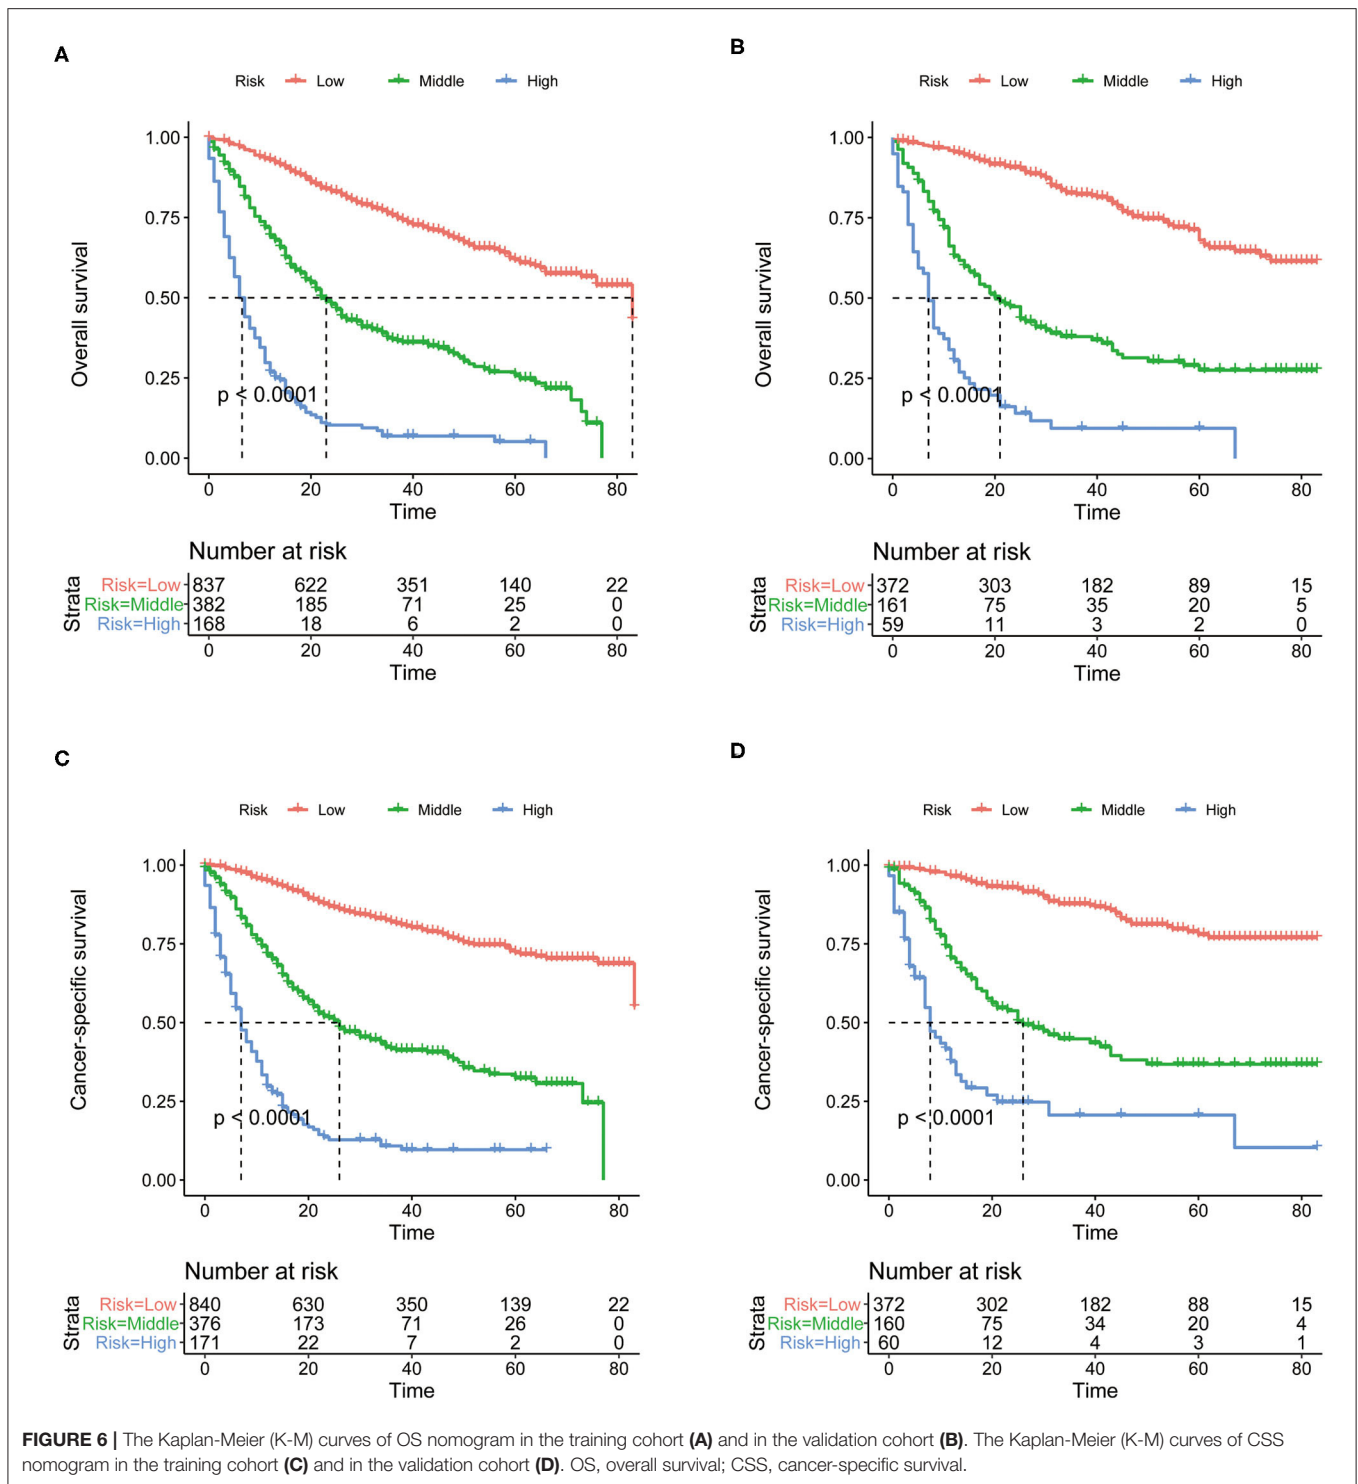 A
Risk Low Middle High
1.00
0.75
0.50
0.25
0.00
Overall survival
p < 0.0001
0 20 40 60 80
Time
Number at risk
Strata
Risk=Low 837 622 351 140 22
Risk=Middle 382 185 71 25 0
Risk=High 168 18 6 2 0
0 20 40 60 80
Time
B
Risk Low Middle High
1.00
0.75
0.50
0.25
0.00
Overall survival
p < 0.0001
0 20 40 60 80
Time
Number at risk
Strata
Risk=Low 372 303 182 89 15
Risk=Middle 161 75 35 20 5
Risk=High 59 11 3 2 0
0 20 40 60 80
Time
C
Risk Low Middle High
1.00
0.75
0.50
0.25
0.00
Cancer-specific survival
p < 0.0001
0 20 40 60 80
Time
Number at risk
Strata
Risk=Low 840 630 350 139 22
Risk=Middle 376 173 71 26 0
Risk=High 171 22 7 2 0
0 20 40 60 80
Time
D
Risk Low Middle High
1.00
0.75
0.50
0.25
0.00
Cancer-specific survival
p < 0.0001
0 20 40 60 80
Time
Number at risk
Strata
Risk=Low 372 302 182 88 15
Risk=Middle 160 75 34 20 4
Risk=High 60 12 4 3 1
0 20 40 60 80
Time
FIGURE 6 | The Kaplan-Meier (K-M) curves of OS nomogram in the training cohort (A) and in the validation cohort (B). The Kaplan-Meier (K-M) curves of CSS
nomogram in the training cohort (C) and in the validation cohort (D). OS, overall survival; CSS, cancer-specific survival.